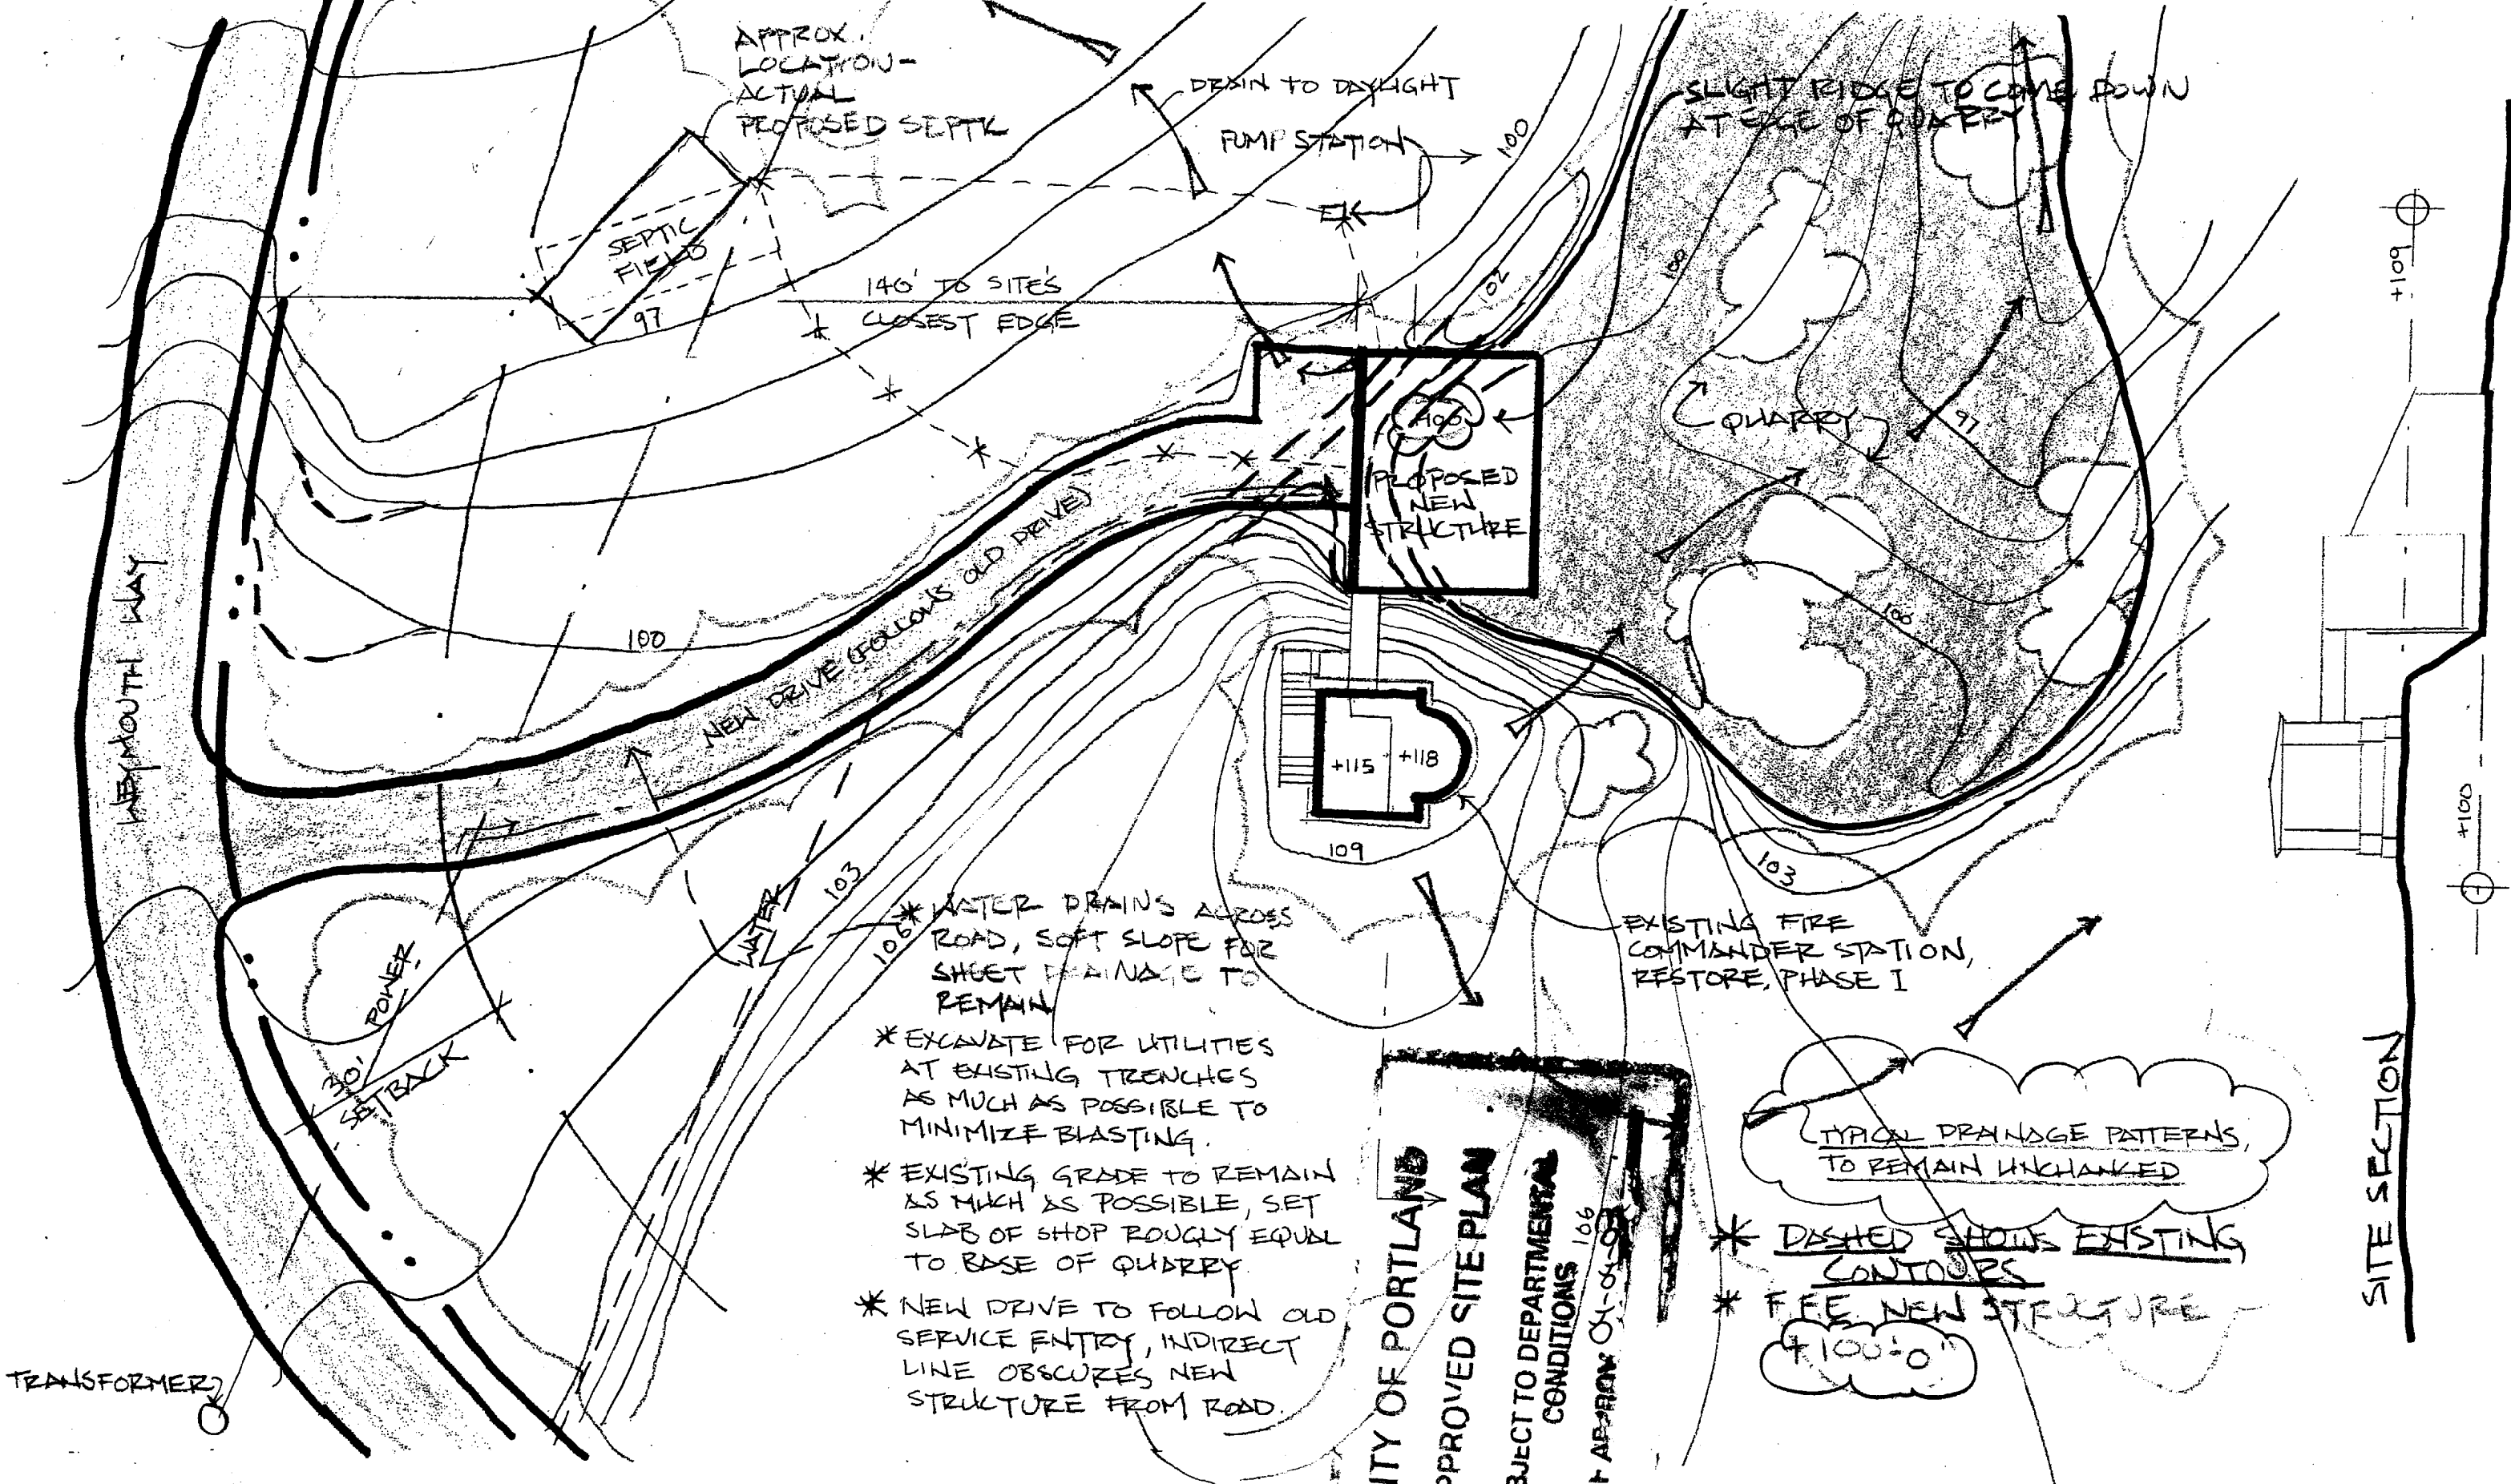 APPROX.
LOCATION-
ACTUAL
PROPOSED SEPTIC
DRAIN TO DAYLIGHT
PUMP STATION
100
SLIGHT RIDGE TO COME DOWN
AT EDGE OF QUARRY
SEPTIC
FIELD
97
140' TO SITE'S
CLOSEST EDGE
102
100
+109
QUARRY
97
PROPOSED
NEW
STRUCTURE
WEYMOUTH WAY
100
NEW DRIVE (FOLLOWS OLD DRIVE)
100
+115
+118
109
103
+100
103
106
WATER
POWER
30'
SETBACK
* WATER DRAINS ACROSS
ROAD, SOFT SLOPE FOR
SHEET DRAINAGE TO
REMAIN
* EXCAVATE FOR UTILITIES
AT EXISTING TRENCHES
AS MUCH AS POSSIBLE TO
MINIMIZE BLASTING.
* EXISTING GRADE TO REMAIN
AS MUCH AS POSSIBLE, SET
SLAB OF SHOP ROUGLY EQUAL
TO BASE OF QUARRY.
* NEW DRIVE TO FOLLOW OLD
SERVICE ENTRY, INDIRECT
LINE OBSCURES NEW
STRUCTURE FROM ROAD.
EXISTING FIRE
COMMANDER STATION,
RESTORE, PHASE I
TYPICAL DRAINAGE PATTERNS,
TO REMAIN UNCHANGED
* DASHED SHOWS EXISTING
CONTOURS
* F.F.E. NEW STRUCTURE
+100'-0"
ITY OF PORTLAND
PPROVED SITE PLAN
BJECT TO DEPARTMENTAL
CONDITIONS
106
TRANSFORMER
SITE SECTION